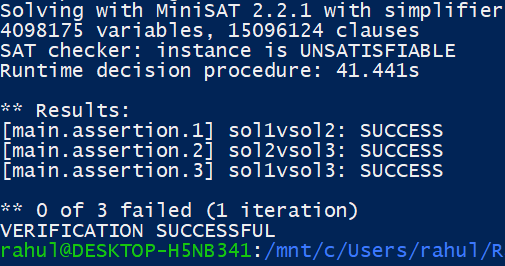 Solving with MiniSAT 2.2.1 with simplifier
4098175 variables, 15096124 clauses
SAT checker: instance is UNSATISFIABLE
Runtime decision procedure: 41.441s
** Results:
[main.assertion.1] sol1vsol2: SUCCESS
[main.assertion.2] sol2vsol3: SUCCESS
[main.assertion.3] sol1vsol3: SUCCESS
** 0 of 3 failed (1 iteration)
VERIFICATION SUCCESSFUL
rahul@DESKTOP-H5NB341:/mnt/c/Users/rahul/R